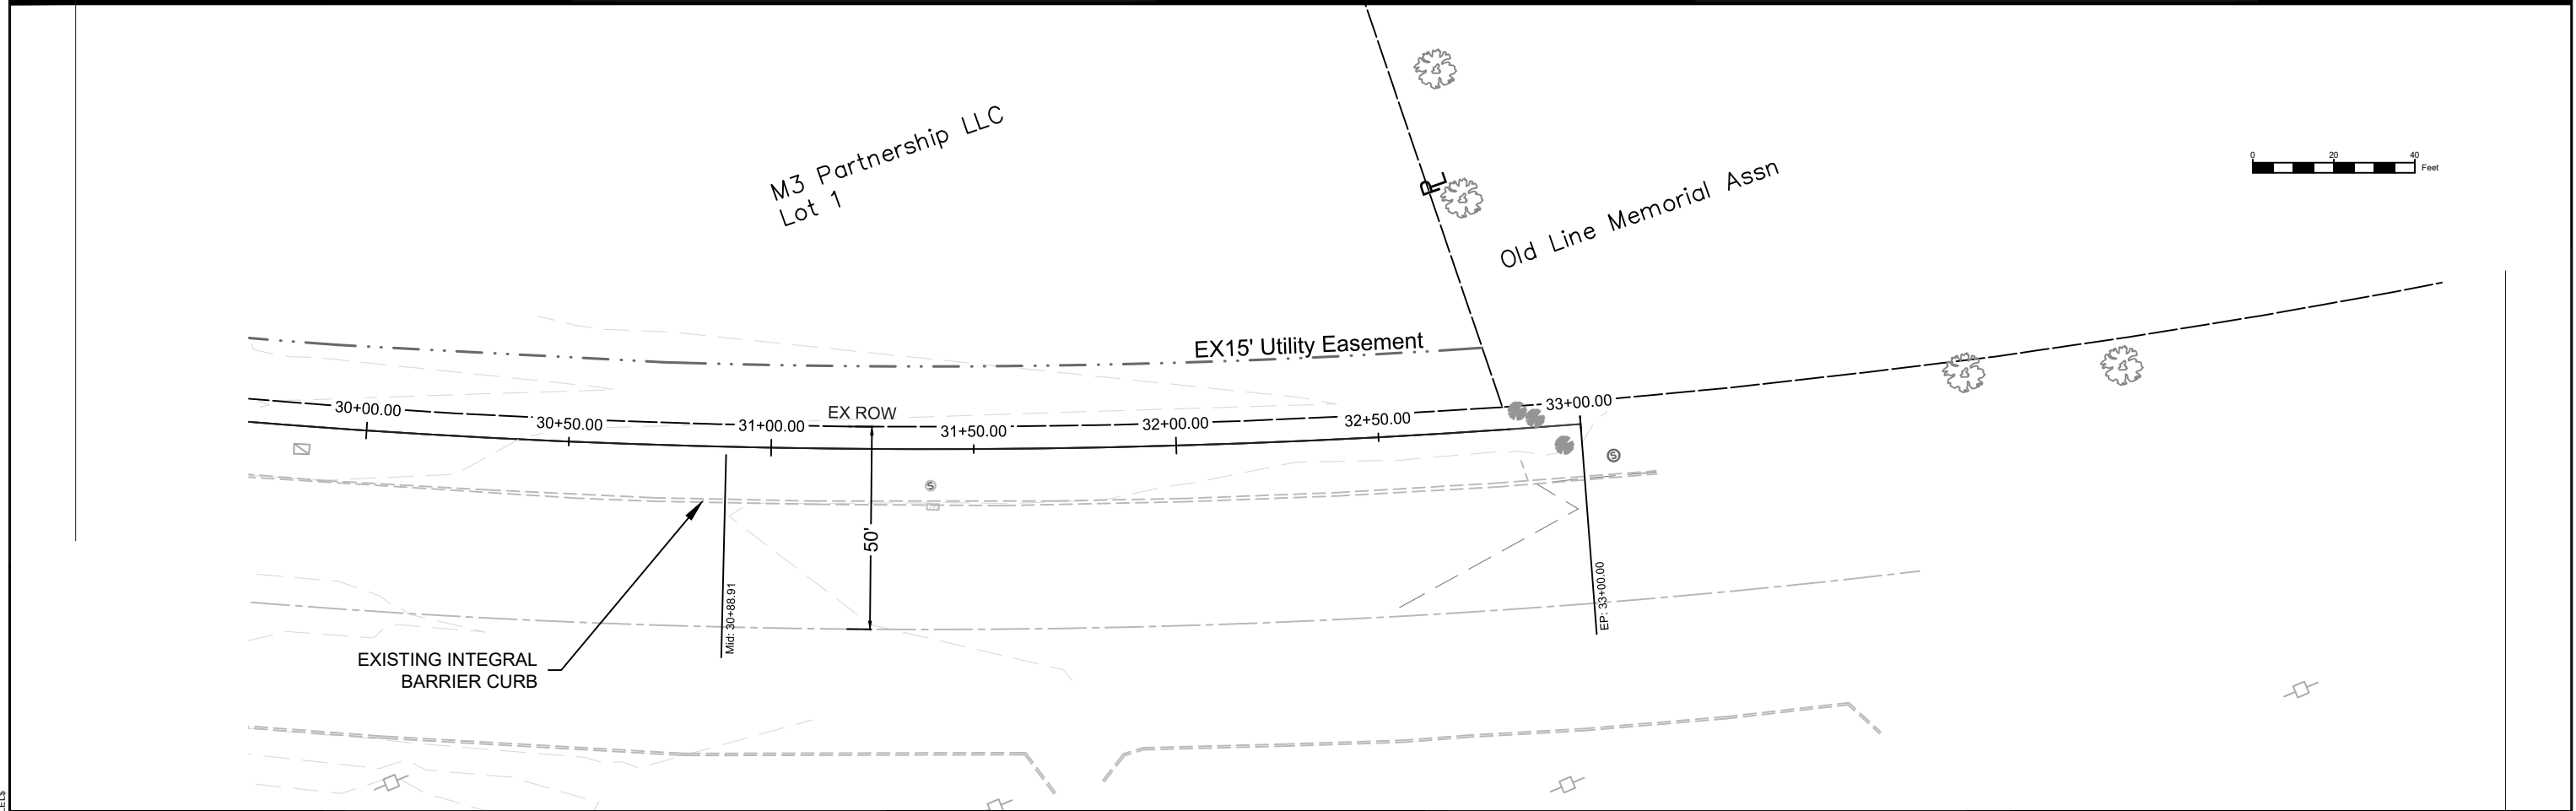 M3 Partnership LLC
Lot 1
PL
Old Line Memorial Assn
0 20 40
Feet
EX15' Utility Easement
30+00.00
30+50.00
31+00.00
EX ROW
31+50.00
32+00.00
32+50.00
33+00.00
S
S
50'
Mid: 30+88.91
EP: 33+00.00
EXISTING INTEGRAL
BARRIER CURB